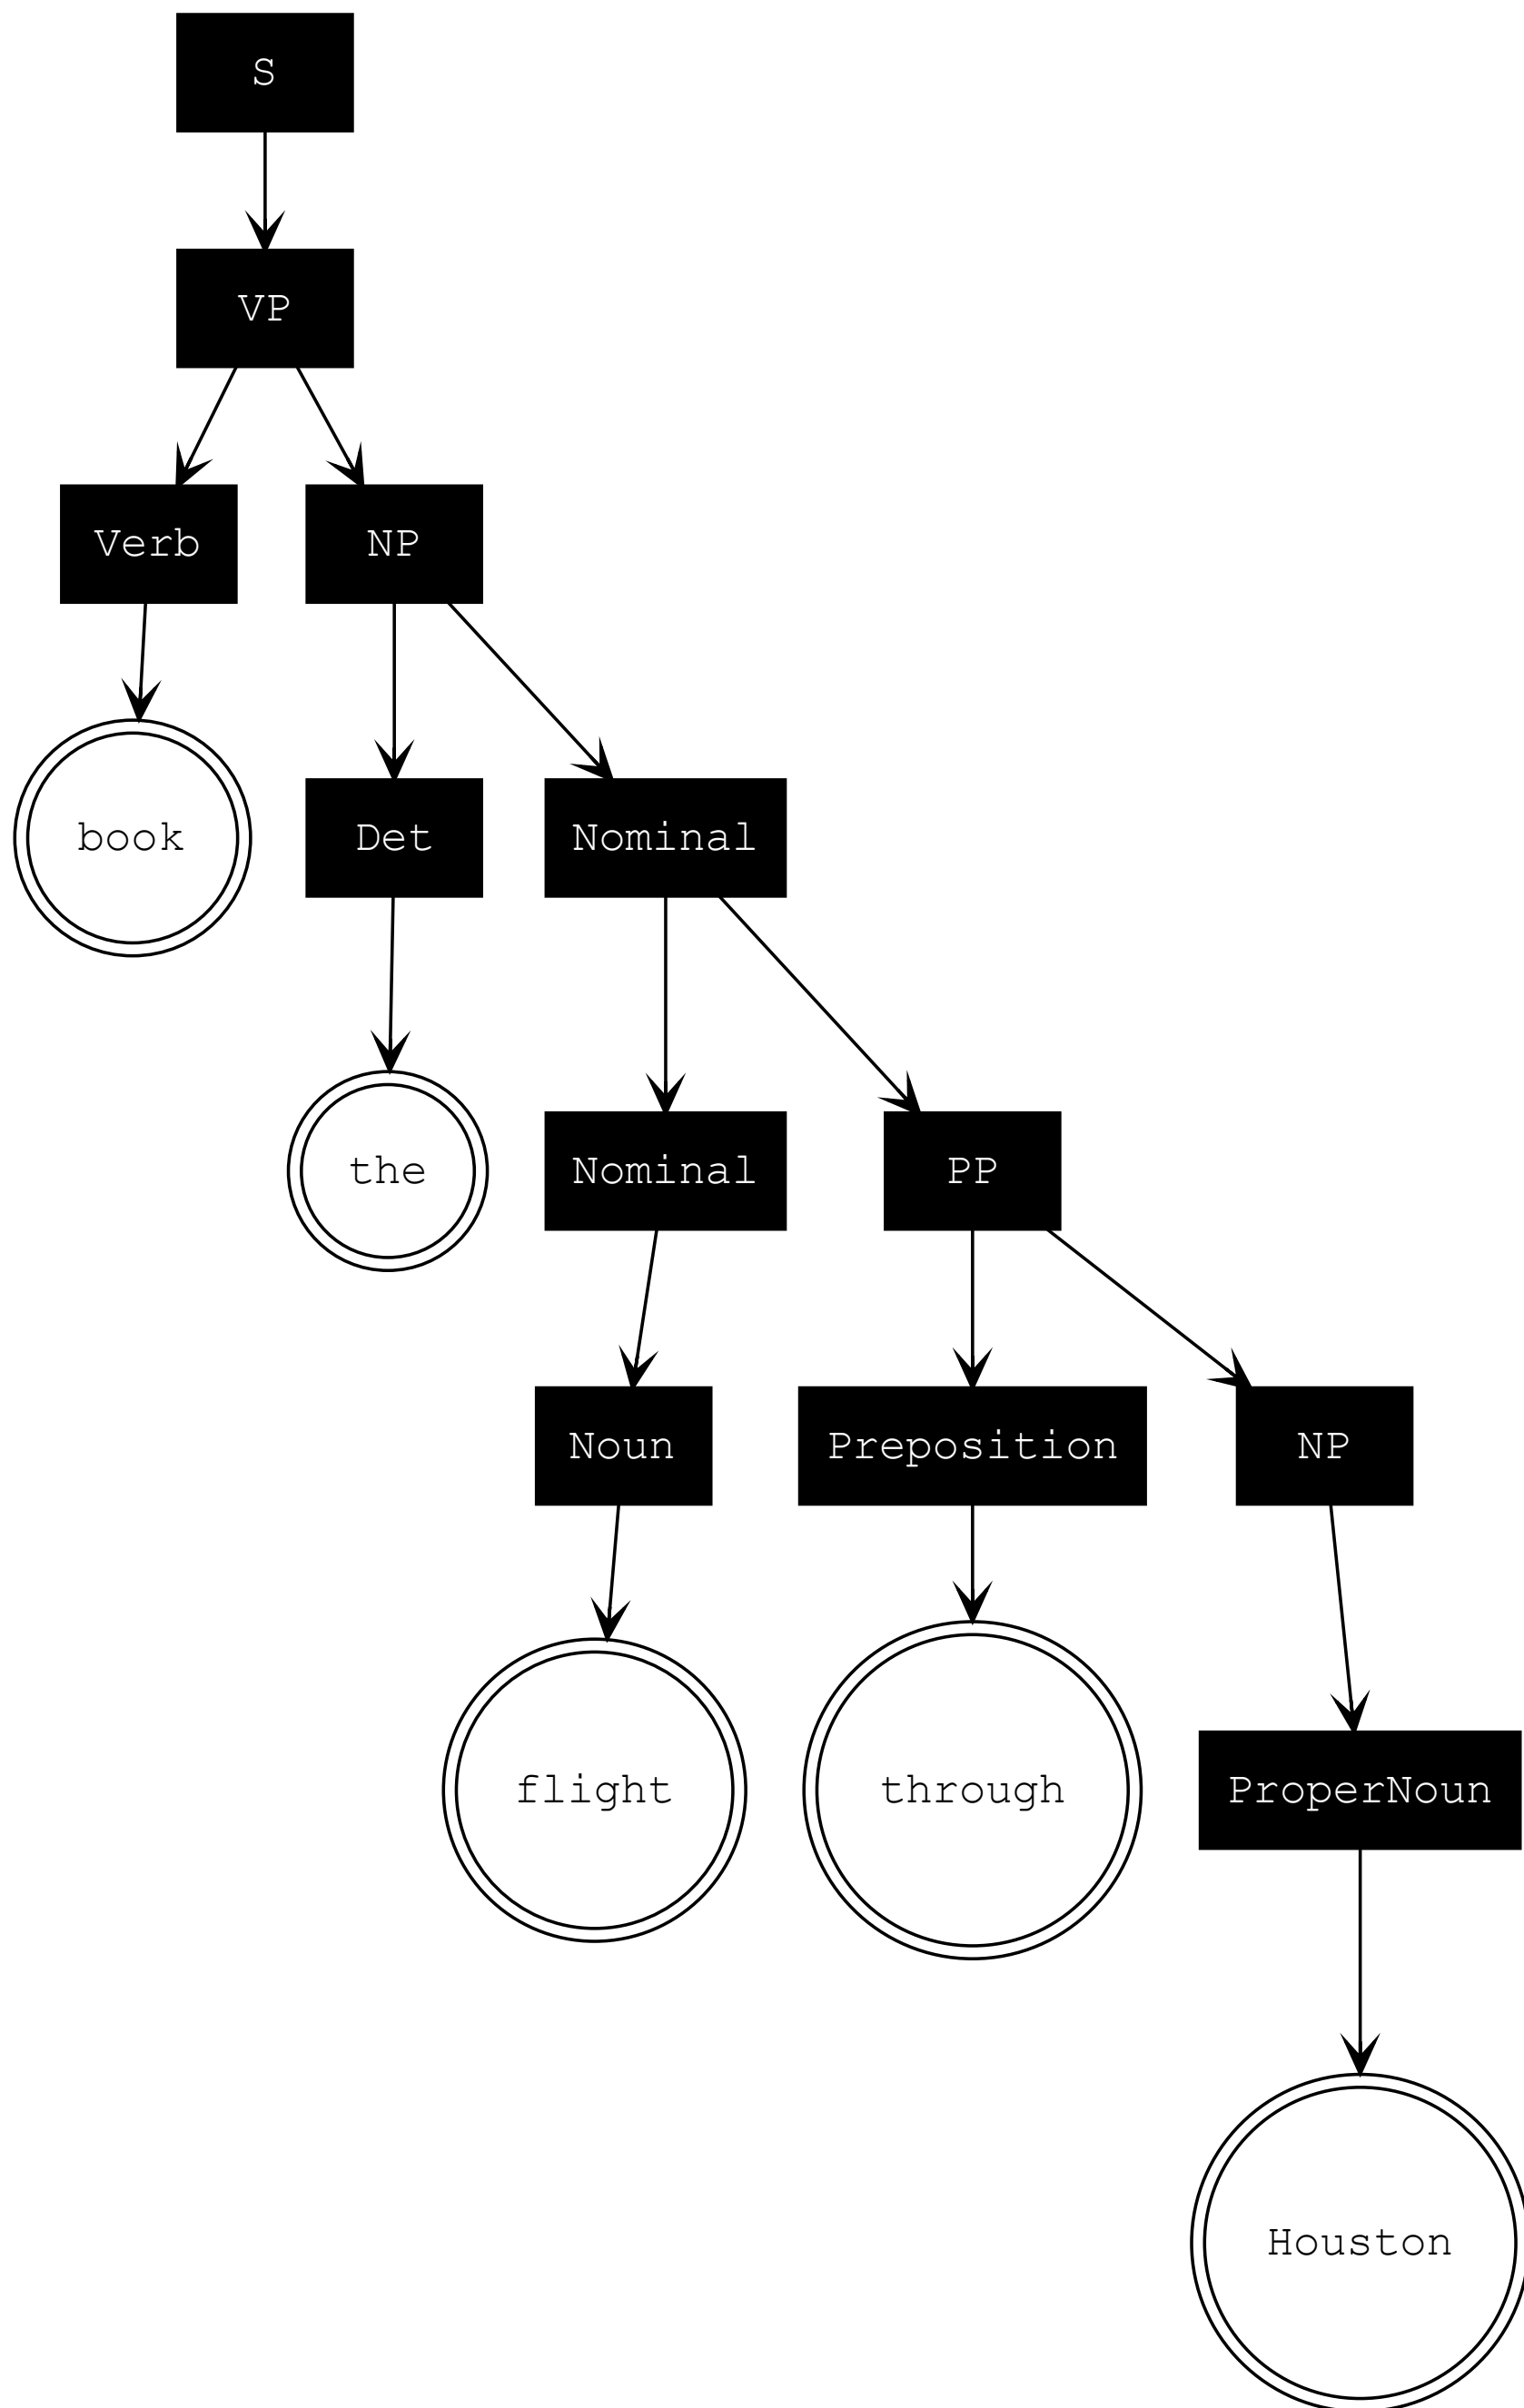 S
VP
Verb
NP
book
Det
Nominal
the
Nominal
PP
Noun
Preposition
NP
flight
through
ProperNoun
Houston